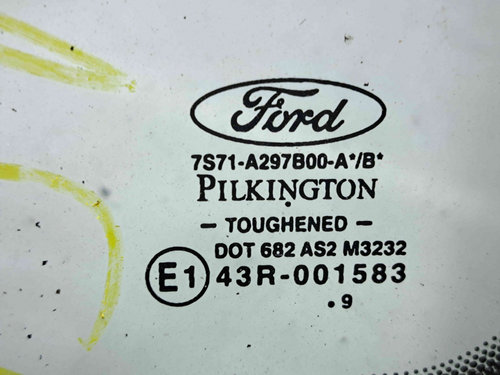 Ford
7S71-A297B00-A*/B*
PILKINGTON
- TOUGHENED -
DOT 682 AS2 M3232
E1 43R-001583
.9